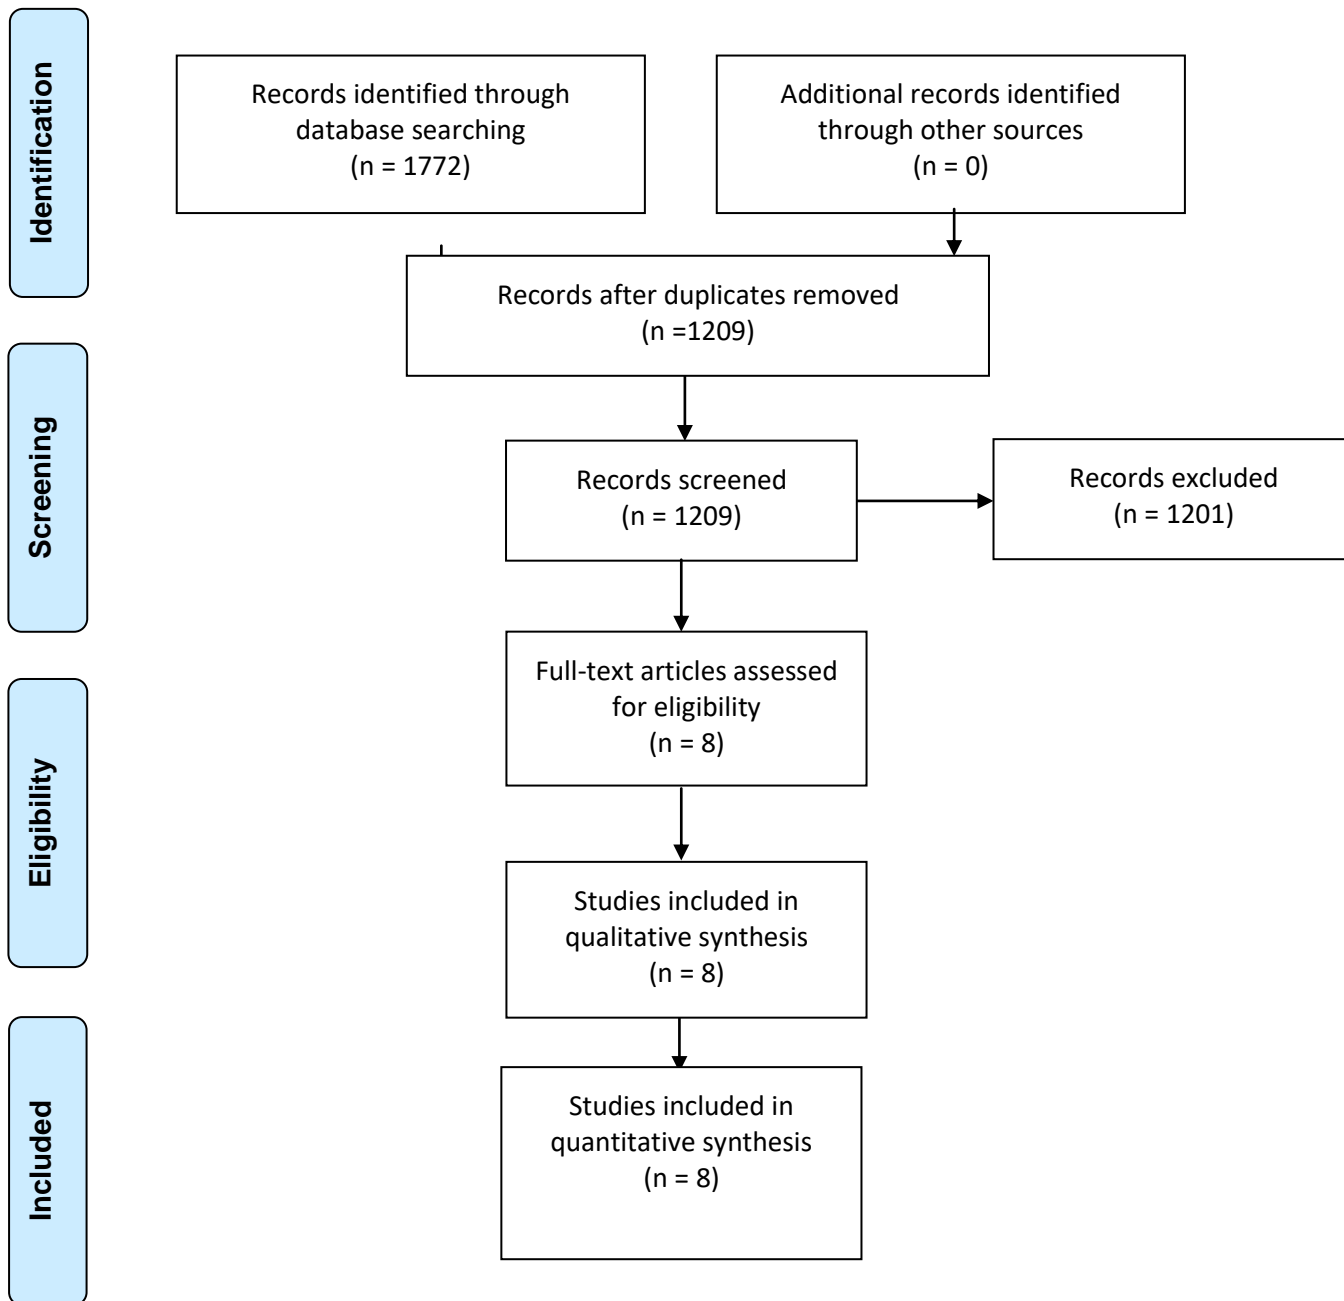 Identification
Records identified through
database searching
(n = 1772)
Additional records identified
through other sources
(n = 0)
Records after duplicates removed
(n =1209)
Screening
Records screened
(n = 1209)
Records excluded
(n = 1201)
Eligibility
Full-text articles assessed
for eligibility
(n = 8)
Studies included in
qualitative synthesis
(n = 8)
Included
Studies included in
quantitative synthesis
(n = 8)